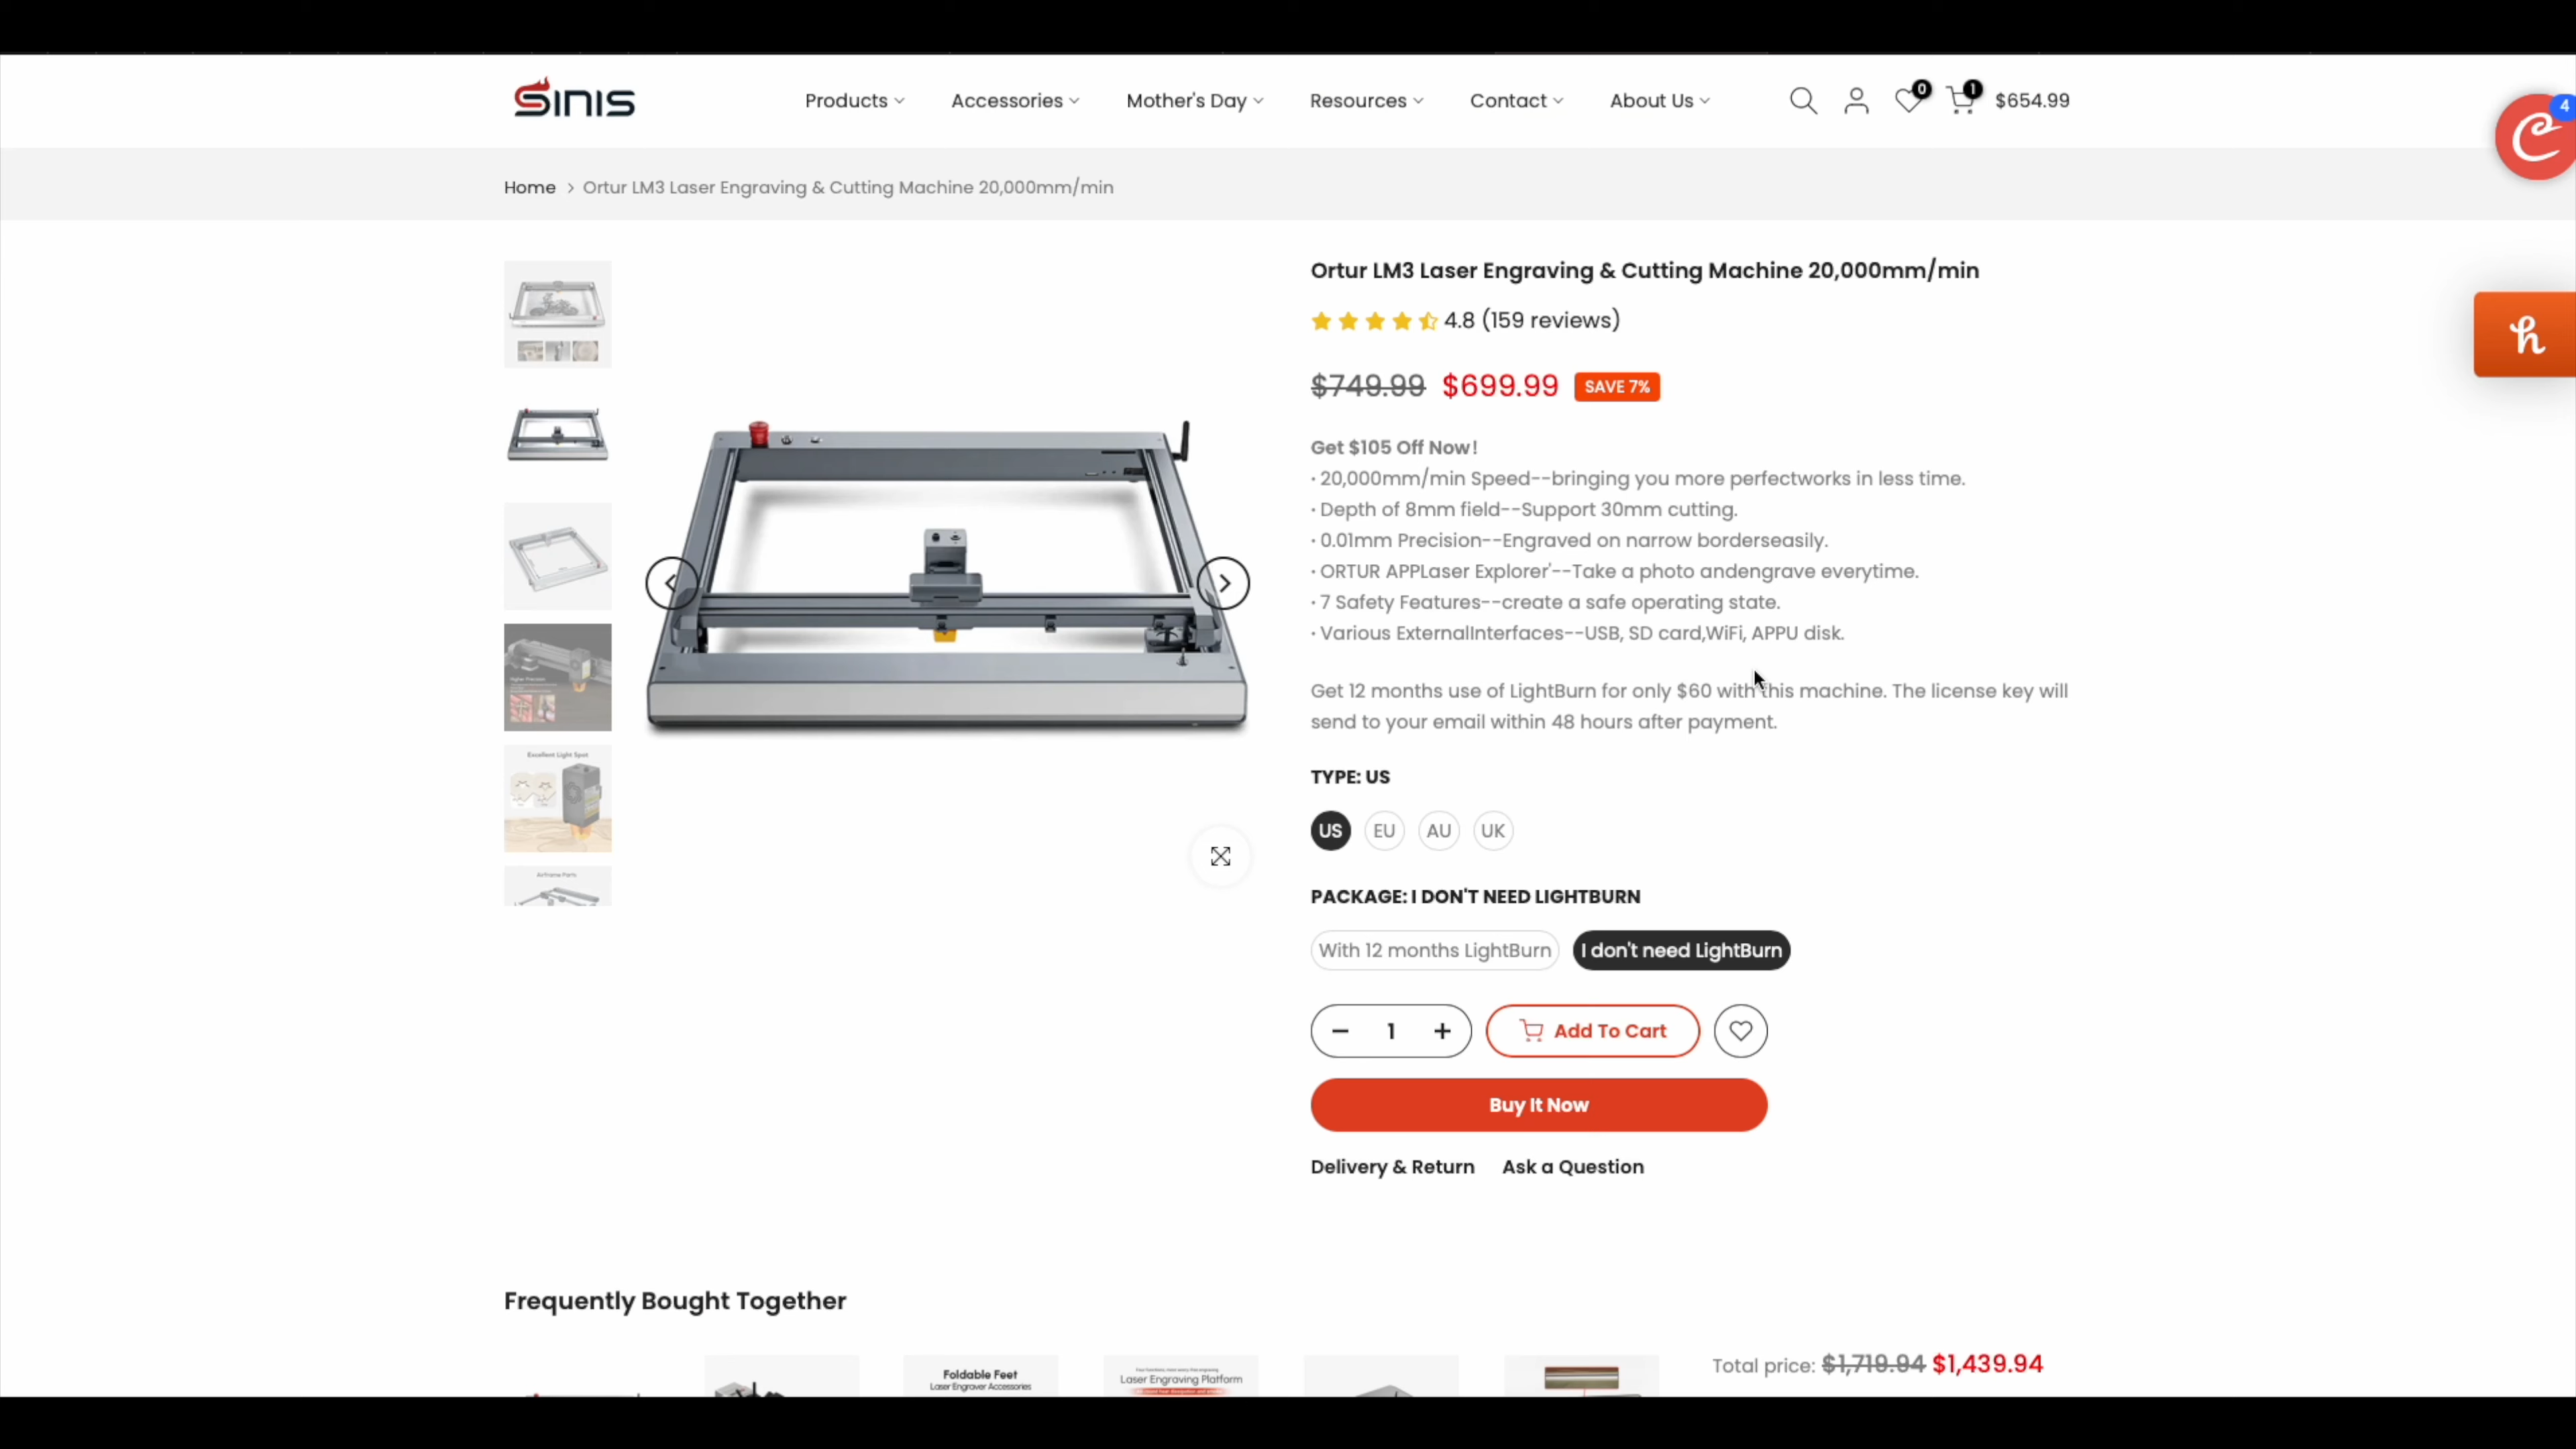 SINIS
Products
Accessories
Mother's Day
Resources
Contact
About Us
0
1
$654.99
4
Home > Ortur LM3 Laser Engraving & Cutting Machine 20,000mm/min
Ortur LM3 Laser Engraving & Cutting Machine 20,000mm/min
4.8 (159 reviews)
$749.99 $699.99 SAVE 7%
Get $105 Off Now!
· 20,000mm/min Speed--bringing you more perfectworks in less time.
· Depth of 8mm field--Support 30mm cutting.
· 0.01mm Precision--Engraved on narrow borderseasily.
· ORTUR APPLaser Explorer'--Take a photo andengrave everytime.
· 7 Safety Features--create a safe operating state.
· Various ExternalInterfaces--USB, SD card,WiFi, APPU disk.
Get 12 months use of LightBurn for only $60 with this machine. The license key will
send to your email within 48 hours after payment.
TYPE: US
US EU AU UK
PACKAGE: I DON'T NEED LIGHTBURN
With 12 months LightBurn I don't need LightBurn
− 1 + Add To Cart
Buy It Now
Delivery & Return Ask a Question
Higher Precision
Excellent Light Spot
Airframe Parts
Frequently Bought Together
Foldable Feet
Laser Engraver Accessories
Laser Engraving Platform
Total price: $1,719.94 $1,439.94